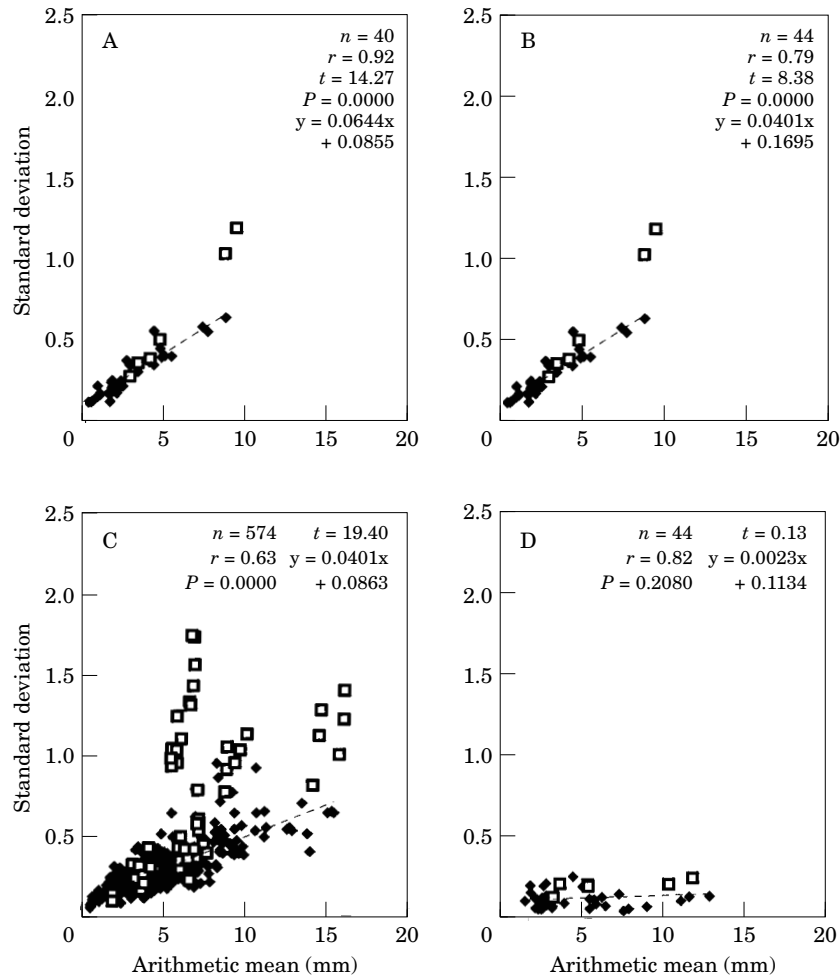 2.5
A
n = 40
r = 0.92
t = 14.27
P = 0.0000
y = 0.0644x
+ 0.0855
2.0
1.5
1.0
0.5
0
5
10
15
20
Standard deviation
2.5
B
n = 44
r = 0.79
t = 8.38
P = 0.0000
y = 0.0401x
+ 0.1695
2.0
1.5
1.0
0.5
0
5
10
15
20
2.5
C
n = 574 t = 19.40
r = 0.63 y = 0.0401x
P = 0.0000 + 0.0863
2.0
1.5
1.0
0.5
0
5
10
15
20
Standard deviation
Arithmetic mean (mm)
2.5
D
n = 44 t = 0.13
r = 0.82 y = 0.0023x
P = 0.2080 + 0.1134
2.0
1.5
1.0
0.5
0
5
10
15
20
Arithmetic mean (mm)